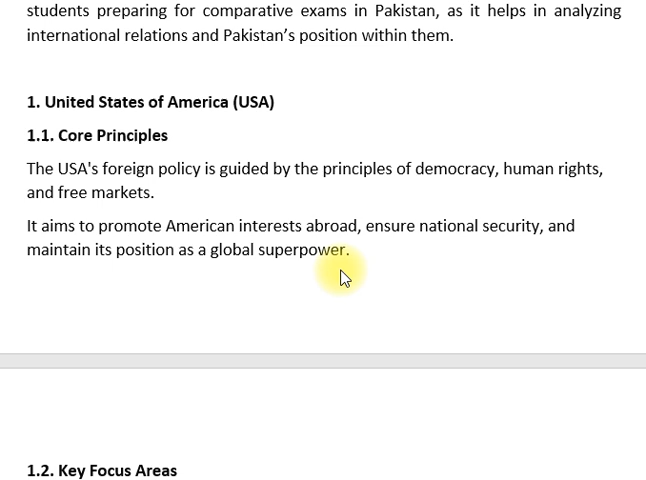 students preparing for comparative exams in Pakistan, as it helps in analyzing
international relations and Pakistan’s position within them.
1. United States of America (USA)
1.1. Core Principles
The USA's foreign policy is guided by the principles of democracy, human rights,
and free markets.
It aims to promote American interests abroad, ensure national security, and
maintain its position as a global superpower.
1.2. Key Focus Areas